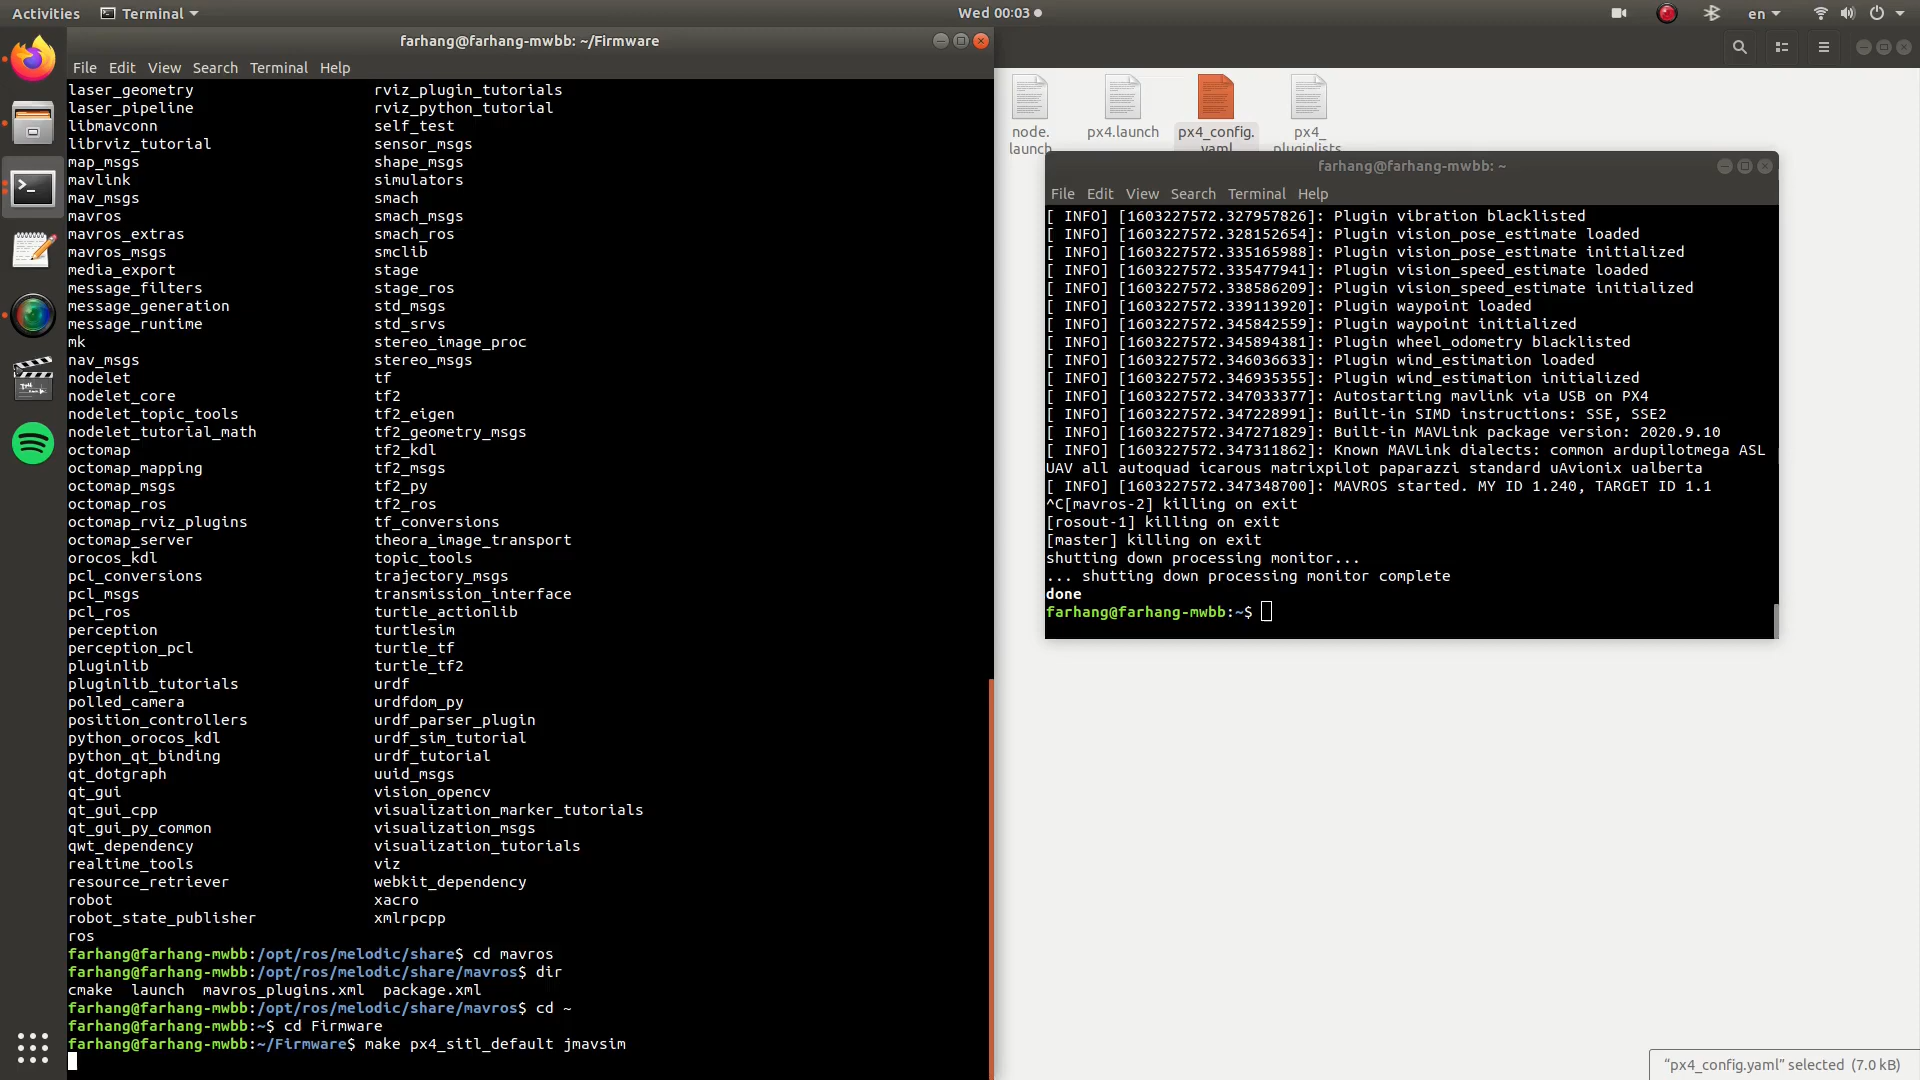 Activities Terminal Wed 00:03 en
farhang@farhang-mwbb: ~/Firmware
File Edit View Search Terminal Help
laser_geometry rviz_plugin_tutorials
laser_pipeline rviz_python_tutorial
libmavconn self_test
librviz_tutorial sensor_msgs
map_msgs shape_msgs
mavlink simulators
mav_msgs smach
mavros smach_msgs
mavros_extras smach_ros
mavros_msgs smclib
media_export stage
message_filters stage_ros
message_generation std_msgs
message_runtime std_srvs
mk stereo_image_proc
nav_msgs stereo_msgs
nodelet tf
nodelet_core tf2
nodelet_topic_tools tf2_eigen
nodelet_tutorial_math tf2_geometry_msgs
octomap tf2_kdl
octomap_mapping tf2_msgs
octomap_msgs tf2_py
octomap_ros tf2_ros
octomap_rviz_plugins tf_conversions
octomap_server theora_image_transport
orocos_kdl topic_tools
pcl_conversions trajectory_msgs
pcl_msgs transmission_interface
pcl_ros turtle_actionlib
perception turtlesim
perception_pcl turtle_tf
pluginlib turtle_tf2
pluginlib_tutorials urdf
polled_camera urdfdom_py
position_controllers urdf_parser_plugin
python_orocos_kdl urdf_sim_tutorial
python_qt_binding urdf_tutorial
qt_dotgraph uuid_msgs
qt_gui vision_opencv
qt_gui_cpp visualization_marker_tutorials
qt_gui_py_common visualization_msgs
qwt_dependency visualization_tutorials
realtime_tools viz
resource_retriever webkit_dependency
robot xacro
robot_state_publisher xmlrpcpp
ros
farhang@farhang-mwbb:/opt/ros/melodic/share$ cd mavros
farhang@farhang-mwbb:/opt/ros/melodic/share/mavros$ dir
cmake launch mavros_plugins.xml package.xml
farhang@farhang-mwbb:/opt/ros/melodic/share/mavros$ cd ~
farhang@farhang-mwbb:~$ cd Firmware
farhang@farhang-mwbb:~/Firmware$ make px4_sitl_default jmavsim
node. px4.launch px4_config. px4_
launch yaml pluginlists
farhang@farhang-mwbb: ~
File Edit View Search Terminal Help
[ INFO] [1603227572.327957826]: Plugin vibration blacklisted
[ INFO] [1603227572.328152654]: Plugin vision_pose_estimate loaded
[ INFO] [1603227572.335165988]: Plugin vision_pose_estimate initialized
[ INFO] [1603227572.335477941]: Plugin vision_speed_estimate loaded
[ INFO] [1603227572.338586209]: Plugin vision_speed_estimate initialized
[ INFO] [1603227572.339113920]: Plugin waypoint loaded
[ INFO] [1603227572.345842559]: Plugin waypoint initialized
[ INFO] [1603227572.345894381]: Plugin wheel_odometry blacklisted
[ INFO] [1603227572.346036633]: Plugin wind_estimation loaded
[ INFO] [1603227572.346935355]: Plugin wind_estimation initialized
[ INFO] [1603227572.347033377]: Autostarting mavlink via USB on PX4
[ INFO] [1603227572.347228991]: Built-in SIMD instructions: SSE, SSE2
[ INFO] [1603227572.347271829]: Built-in MAVLink package version: 2020.9.10
[ INFO] [1603227572.347311862]: Known MAVLink dialects: common ardupilotmega ASL
UAV all autoquad icarous matrixpilot paparazzi standard uAvionix ualberta
[ INFO] [1603227572.347348700]: MAVROS started. MY ID 1.240, TARGET ID 1.1
^C[mavros-2] killing on exit
[rosout-1] killing on exit
[master] killing on exit
shutting down processing monitor...
... shutting down processing monitor complete
done
farhang@farhang-mwbb:~$
“px4_config.yaml” selected (7.0 kB)